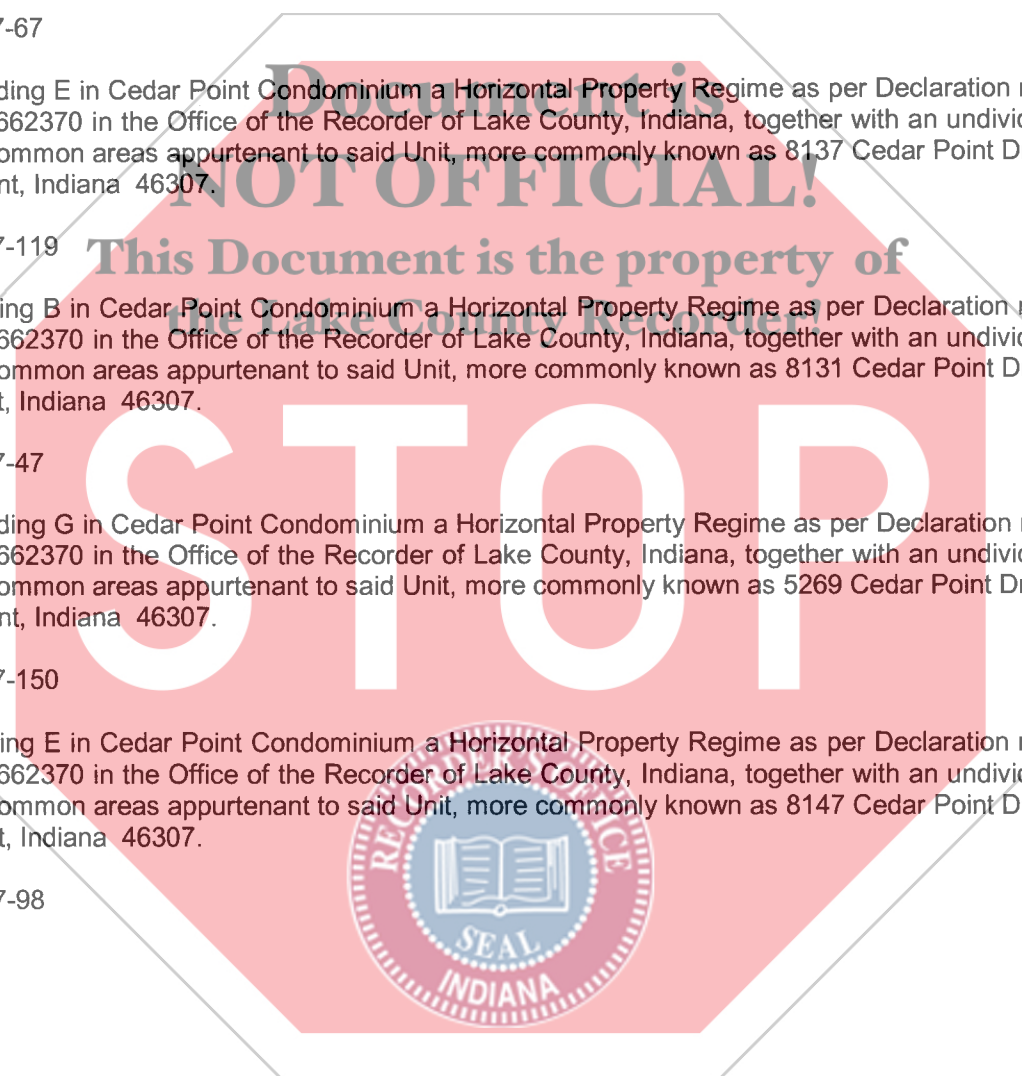 7-67
ding E in Cedar Point Condominium a Horizontal Property Regime as per Declaration
662370 in the Office of the Recorder of Lake County, Indiana, together with an undivid
ommon areas appurtenant to said Unit, more commonly known as 8137 Cedar Point D
nt, Indiana 46307.
7-119
ing B in Cedar Point Condominium a Horizontal Property Regime as per Declaration
662370 in the Office of the Recorder of Lake County, Indiana, together with an undivid
ommon areas appurtenant to said Unit, more commonly known as 8131 Cedar Point D
t, Indiana 46307.
7-47
ding G in Cedar Point Condominium a Horizontal Property Regime as per Declaration
662370 in the Office of the Recorder of Lake County, Indiana, together with an undivid
ommon areas appurtenant to said Unit, more commonly known as 5269 Cedar Point Dr
nt, Indiana 46307.
7-150
ing E in Cedar Point Condominium a Horizontal Property Regime as per Declaration
662370 in the Office of the Recorder of Lake County, Indiana, together with an undivid
ommon areas appurtenant to said Unit, more commonly known as 8147 Cedar Point D
t, Indiana 46307.
7-98
Document is
NOT OFFICIAL!
This Document is the property of
the Lake County Recorder!
STOP
RECORDER'S OFFICE
SEAL
INDIANA